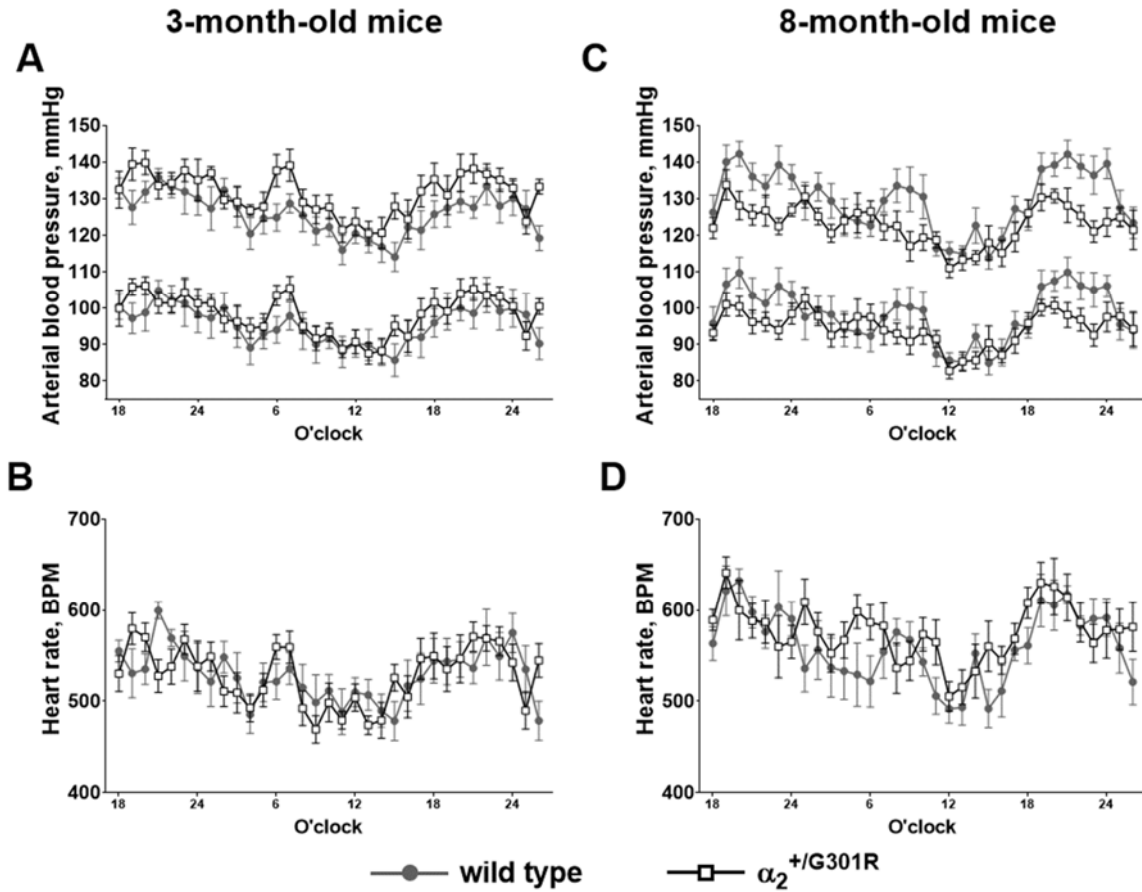 3-month-old mice
8-month-old mice
A
Arterial blood pressure, mmHg
150
140
130
120
110
100
90
80
18 24 6 12 18 24
O'clock
C
Arterial blood pressure, mmHg
150
140
130
120
110
100
90
80
18 24 6 12 18 24
O'clock
B
Heart rate, BPM
700
600
500
400
18 24 6 12 18 24
O'clock
D
Heart rate, BPM
700
600
500
400
18 24 6 12 18 24
O'clock
wild type
α₂⁺/G301R